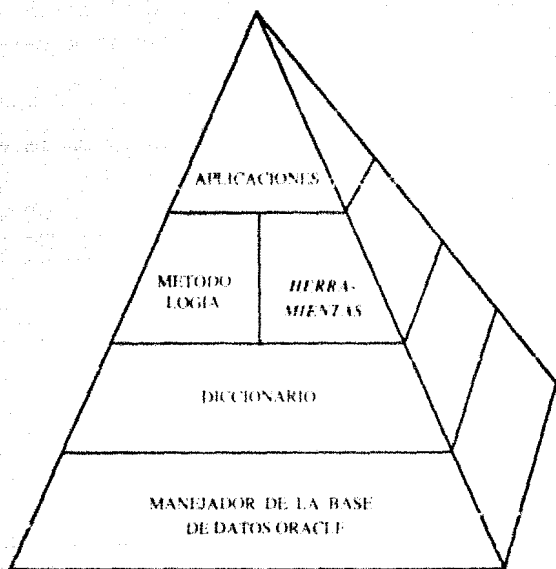 APLICACIONES
METODO
LOGIA
HERRA-
MIENTAS
DICCIONARIO
MANEJADOR DE LA BASE
DE DATOS ORACLE